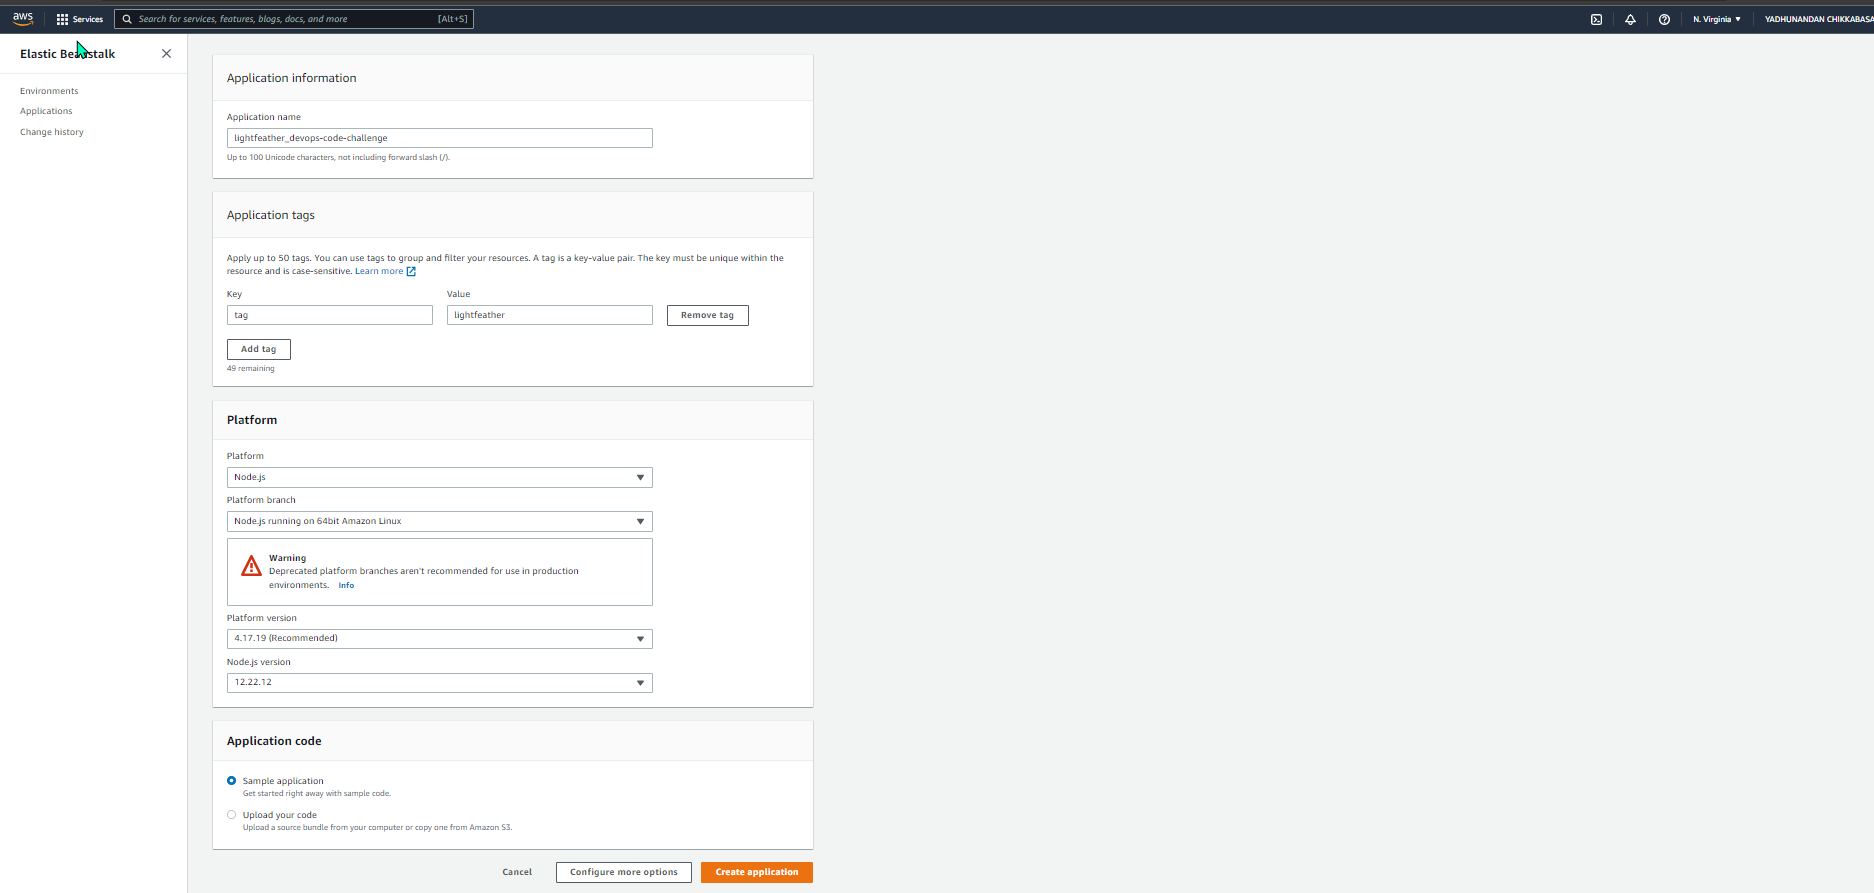 aws
Services
Search for services, features, blogs, docs, and more
[Alt+S]
N. Virginia
YADHUNANDAN CHIKKABASA
Elastic Beanstalk
Environments
Applications
Change history
Application information
Application name
lightfeather_devops-code-challenge
Up to 100 Unicode characters, not including forward slash (/).
Application tags
Apply up to 50 tags. You can use tags to group and filter your resources. A tag is a key-value pair. The key must be unique within the
resource and is case-sensitive. Learn more
Key
Value
tag
lightfeather
Remove tag
Add tag
49 remaining
Platform
Platform
Node.js
Platform branch
Node.js running on 64bit Amazon Linux
Warning
Deprecated platform branches aren't recommended for use in production
environments. Info
Platform version
4.17.19 (Recommended)
Node.js version
12.22.12
Application code
Sample application
Get started right away with sample code.
Upload your code
Upload a source bundle from your computer or copy one from Amazon S3.
Cancel
Configure more options
Create application